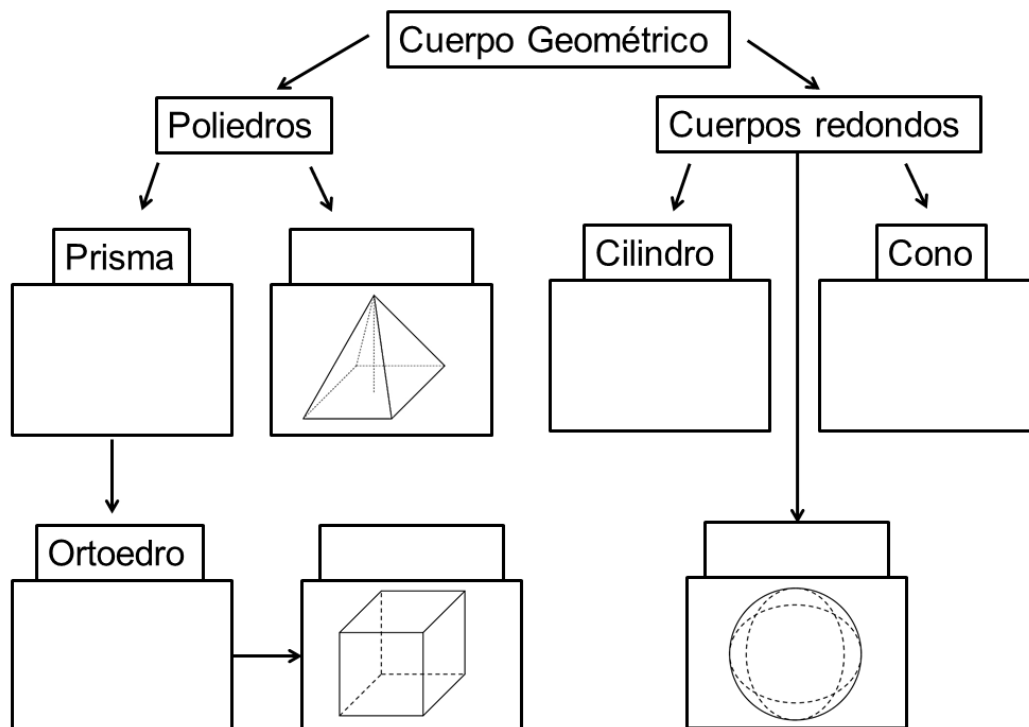 Cuerpo Geométrico
Poliedros
Cuerpos redondos
Prisma
Cilindro
Cono
Ortoedro